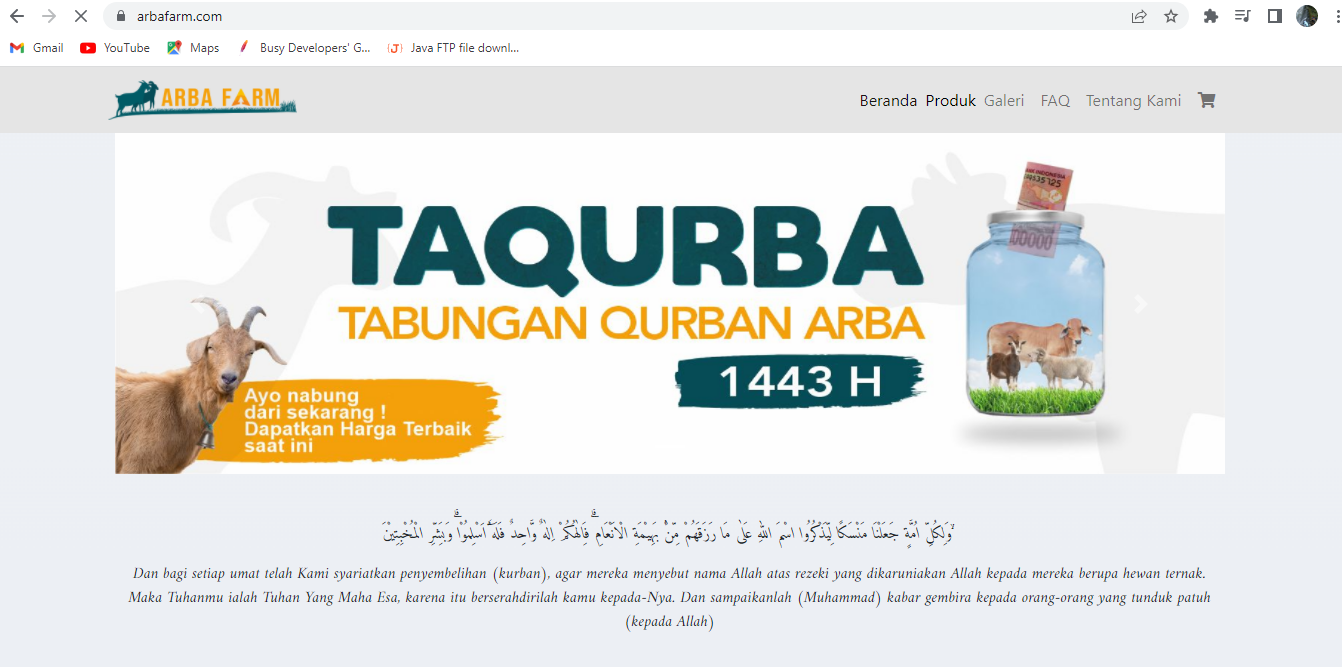 arbafarm.com
Gmail YouTube Maps Busy Developers' G... {J} Java FTP file downl...
ARBA FARM
Beranda Produk Galeri FAQ Tentang Kami
TAQURBA
TABUNGAN QURBAN ARBA
1443 H
Ayo nabung
dari sekarang !
Dapatkan Harga Terbaik
saat ini
وَلِكُلِّ اُمَّةٍ جَعَلْنَا مَنْسَكًا لِّيَذْكُرُوا اسْمَ اللّٰهِ عَلٰى مَا رَزَقَهُمْ مِّنْۢ بَهِيْمَةِ الْاَنْعَامِۗ فَاِلٰهُكُمْ اِلٰهٌ وَّاحِدٌ فَلَهٗٓ اَسْلِمُوْاۗ وَبَشِّرِ الْمُخْبِتِيْنَۙ
Dan bagi setiap umat telah Kami syariatkan penyembelihan (kurban), agar mereka menyebut nama Allah atas rezeki yang dikaruniakan Allah kepada mereka berupa hewan ternak.
Maka Tuhanmu ialah Tuhan Yang Maha Esa, karena itu berserahdirilah kamu kepada-Nya. Dan sampaikanlah (Muhammad) kabar gembira kepada orang-orang yang tunduk patuh
(kepada Allah)